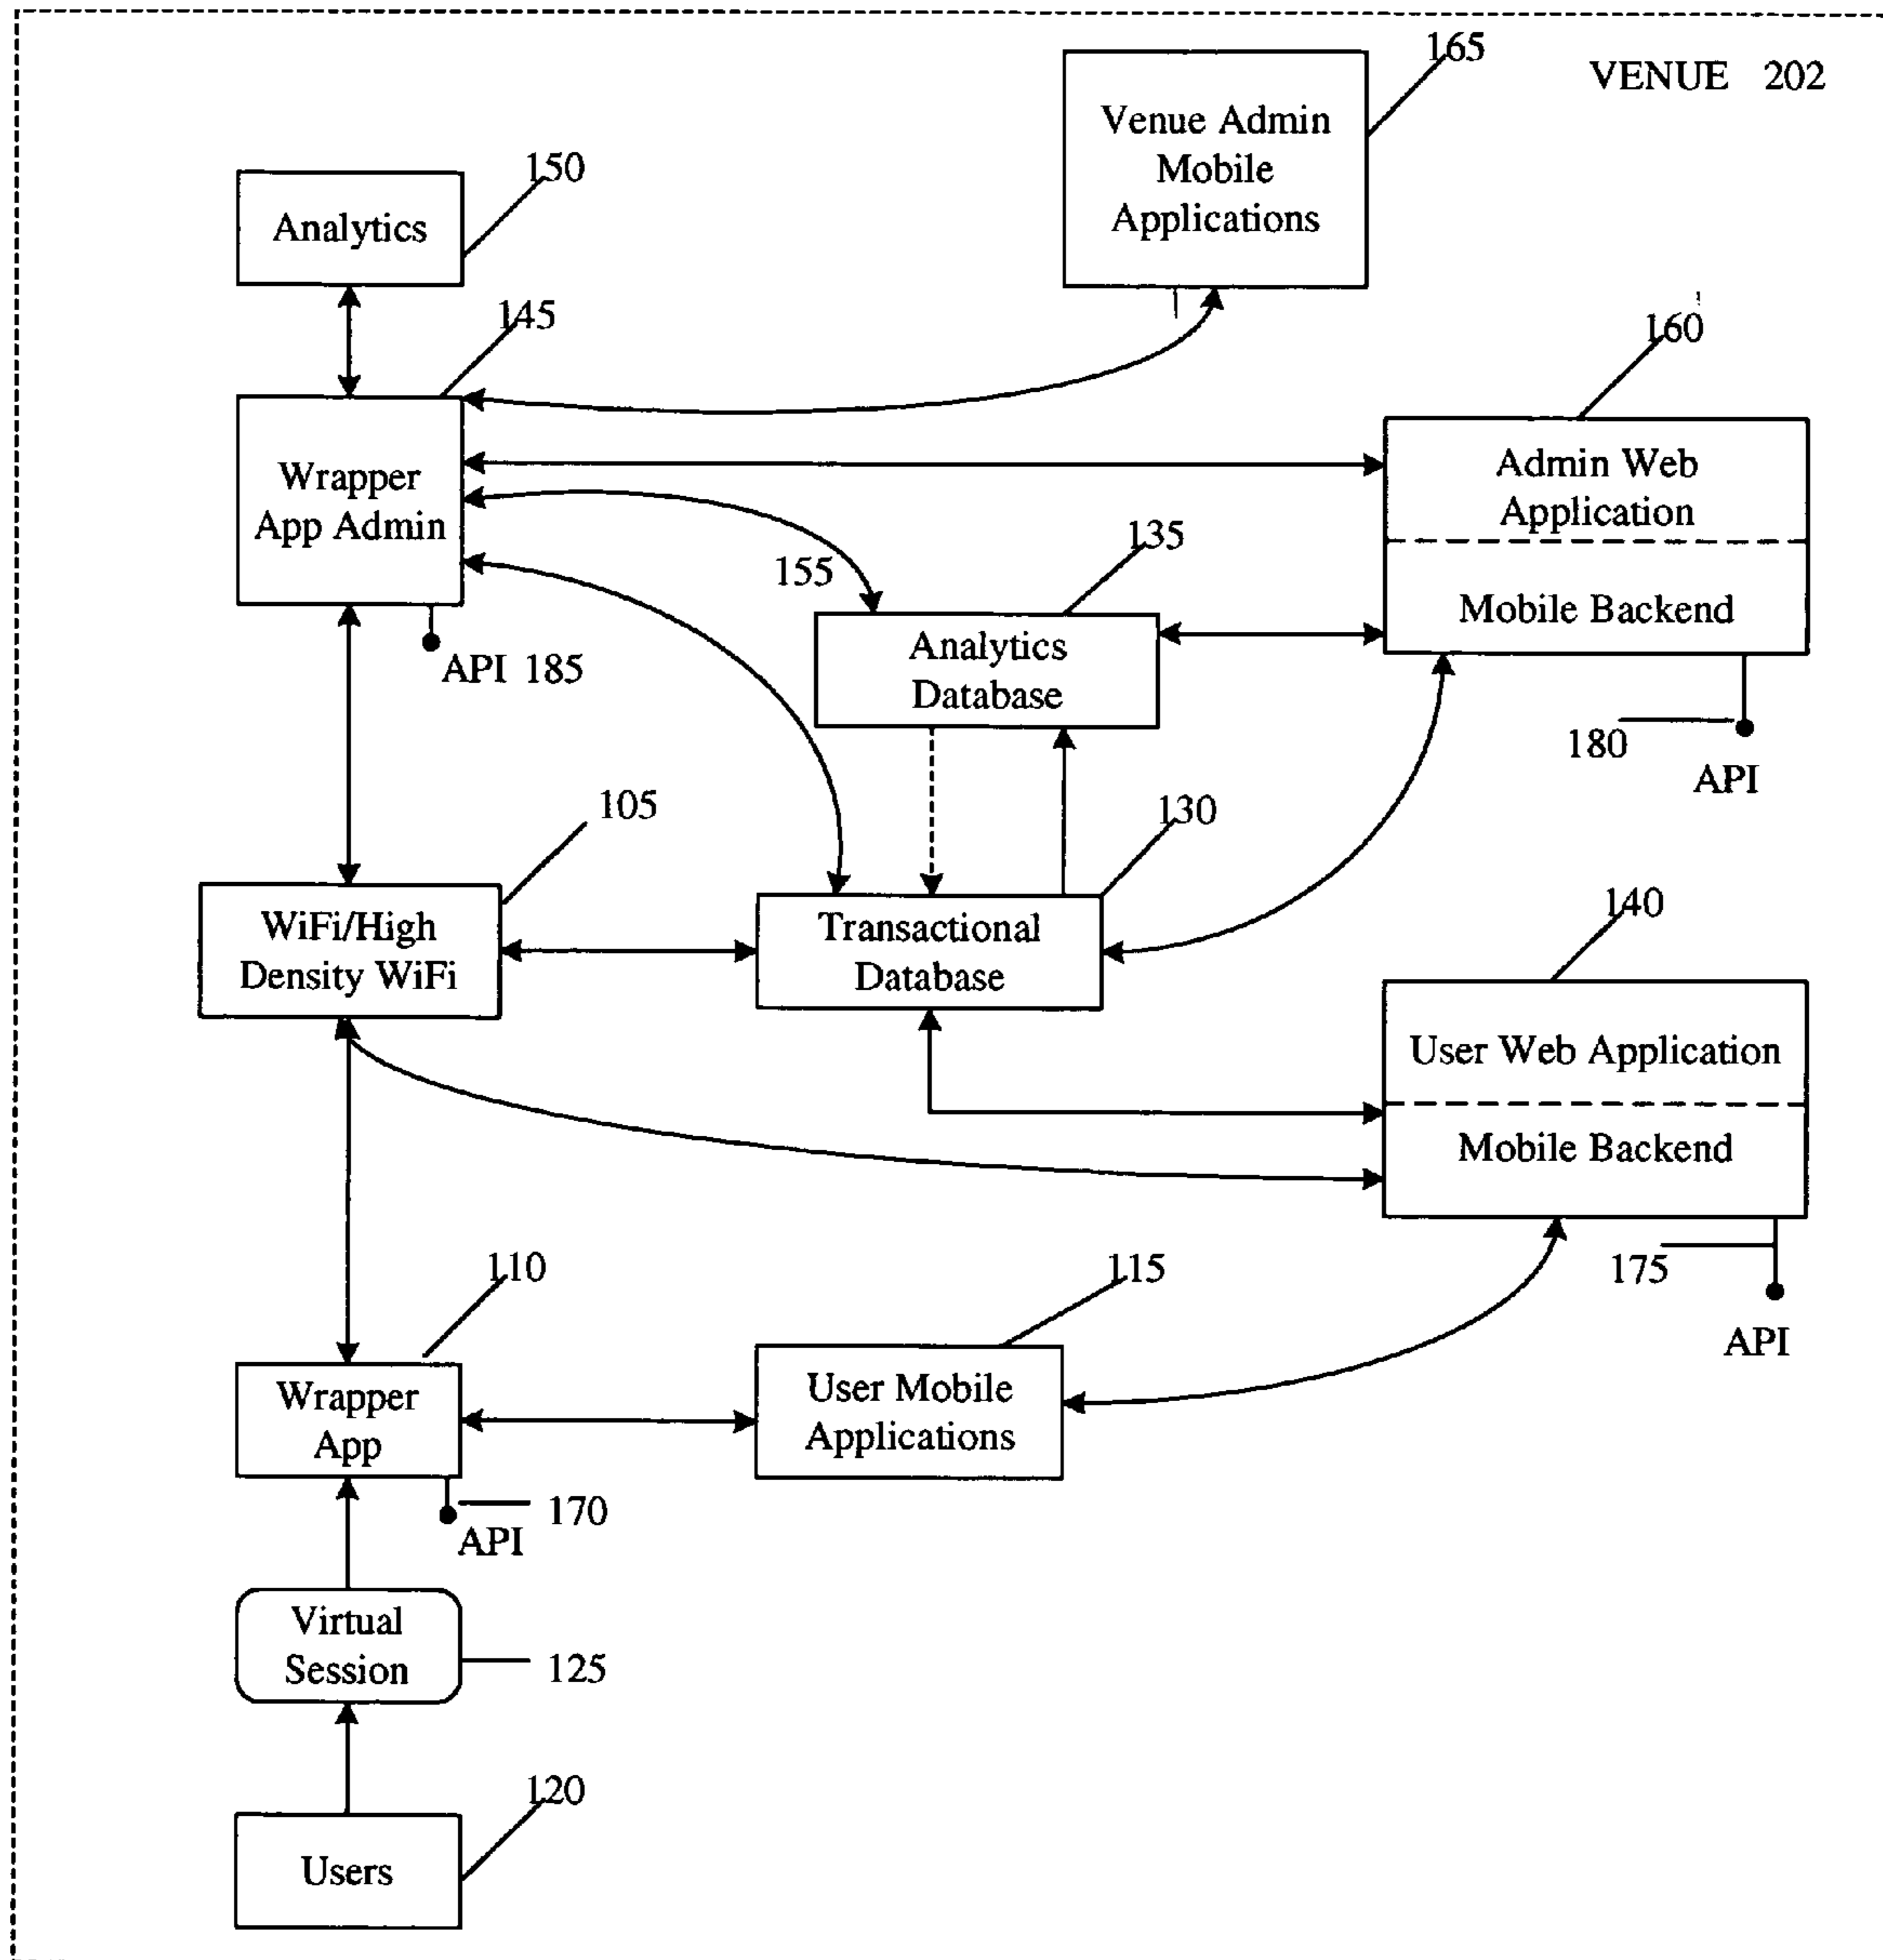 165
VENUE 202
Venue Admin
Mobile
Applications
150
Analytics
145
160
Wrapper
App Admin
Admin Web
Application
Mobile Backend
135
155
Analytics
Database
API 185
180
API
105
130
WiFi/High
Density WiFi
Transactional
Database
140
User Web Application
Mobile Backend
110
115
175
API
Wrapper
App
User Mobile
Applications
170
API
Virtual
Session
125
120
Users